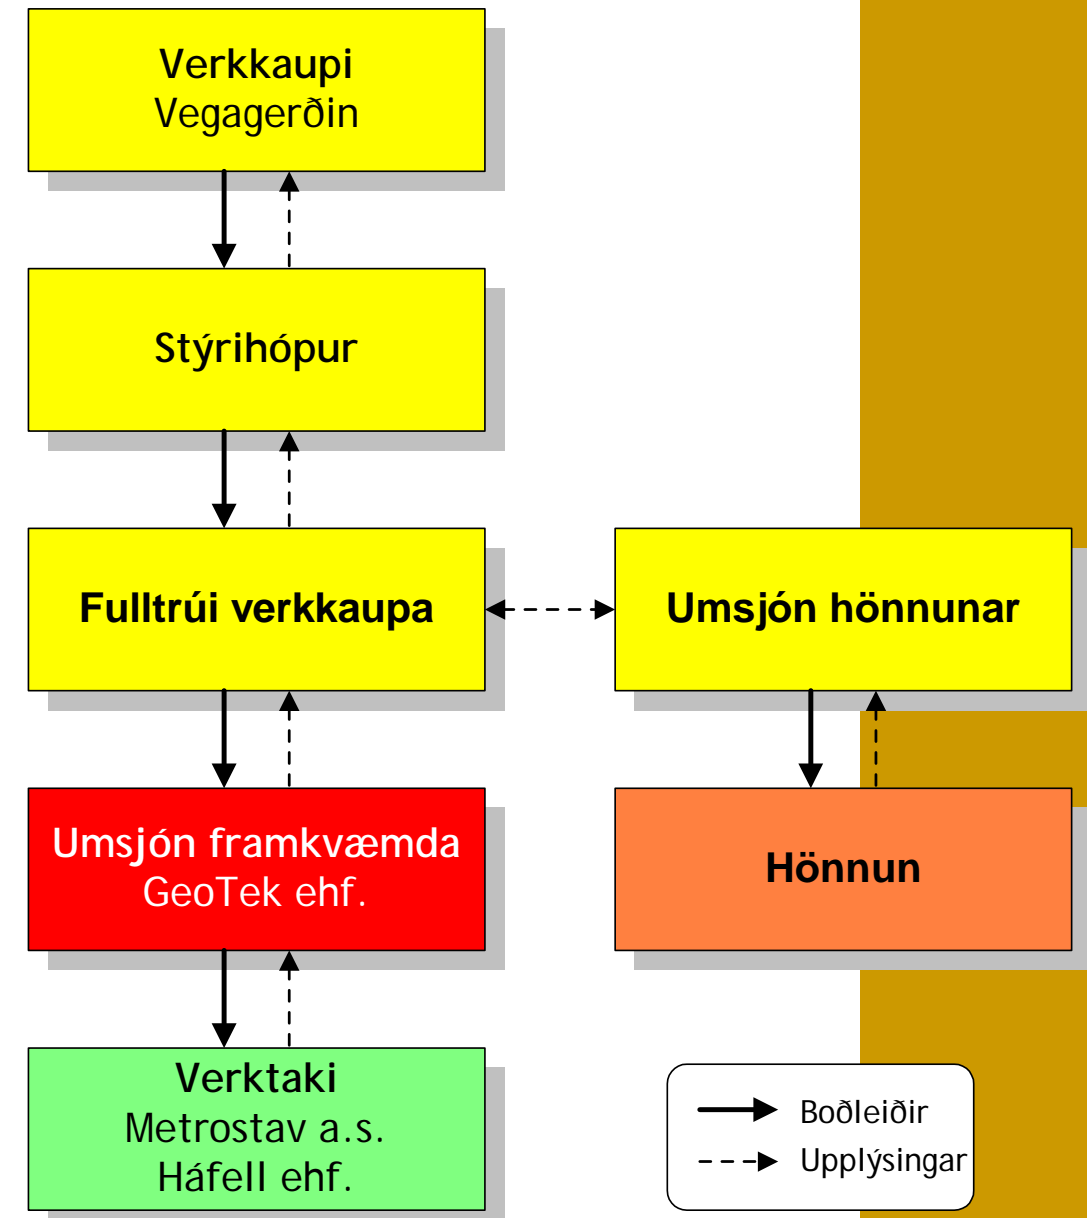 Verkkaupi
Vegagerðin
Stýrihópur
Fulltrúi verkkaupa
Umsjón hönnunar
Umsjón framkvæmda
GeoTek ehf.
Hönnun
Verktaki
Metrostav a.s.
Háfell ehf.
Boðleiðir
Upplýsingar